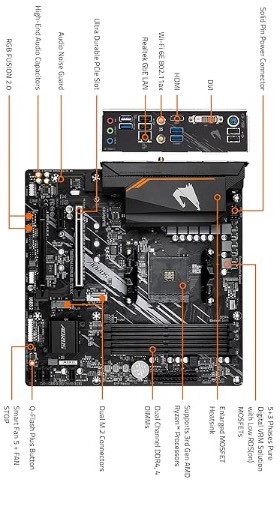 Solid Pin Power Connector
DVI
HDMI
Wi-Fi 6E 802.11ax
Realtek GbE LAN
Ultra Durable PCIe Slot
Audio Noise Guard
High-End Audio Capacitors
RGB FUSION 2.0
5+3 Phases Pure
Digital VRM Solution
with Low RDS(on)
MOSFETs
Enlarged MOSFET
Heatsink
Supports 3rd Gen AMD
Ryzen™ Processors
Dual Channel DDR4, 4
DIMMs
Dual M.2 Connectors
Q-Flash Plus Button
Smart Fan 5 + FAN
STOP
AORUS